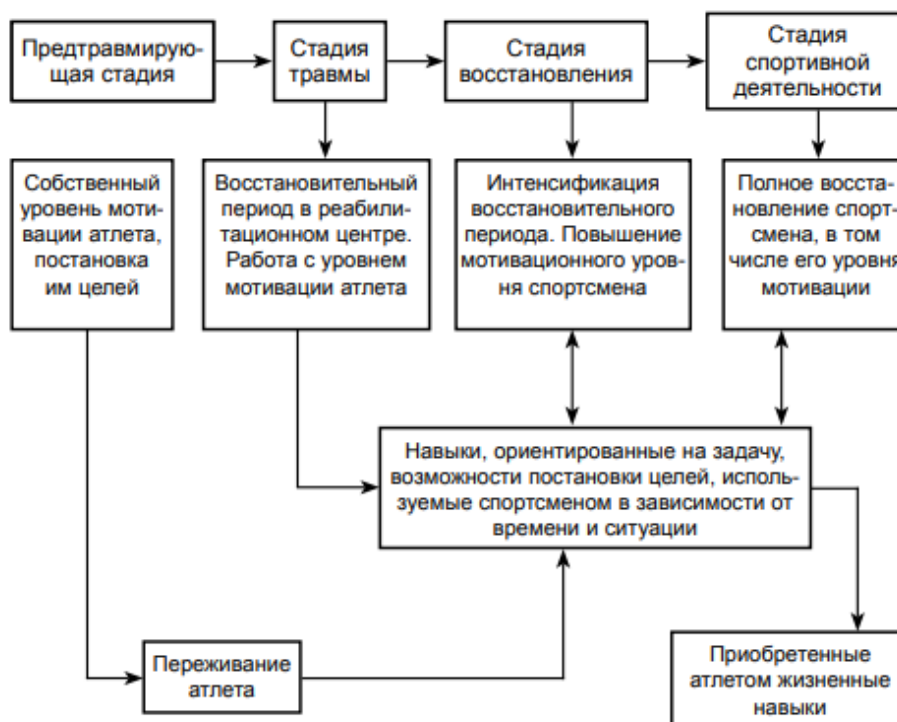 Предтравмирую-
щая стадия
Стадия
травмы
Стадия
восстановления
Стадия
спортивной
деятельности
Собственный
уровень моти-
вации атлета,
постановка
им целей
Восстановительный
период в реабили-
тационном центре.
Работа с уровнем
мотивации атлета
Интенсификация
восстановительного
периода. Повышение
мотивационного уров-
ня спортсмена
Полное восста-
новление спорт-
смена, в том
числе его уровня
мотивации
Навыки, ориентированные на задачу,
возможности постановки целей, исполь-
зуемые спортсменом в зависимости от
времени и ситуации
Переживание
атлета
Приобретенные
атлетом жизненные
навыки